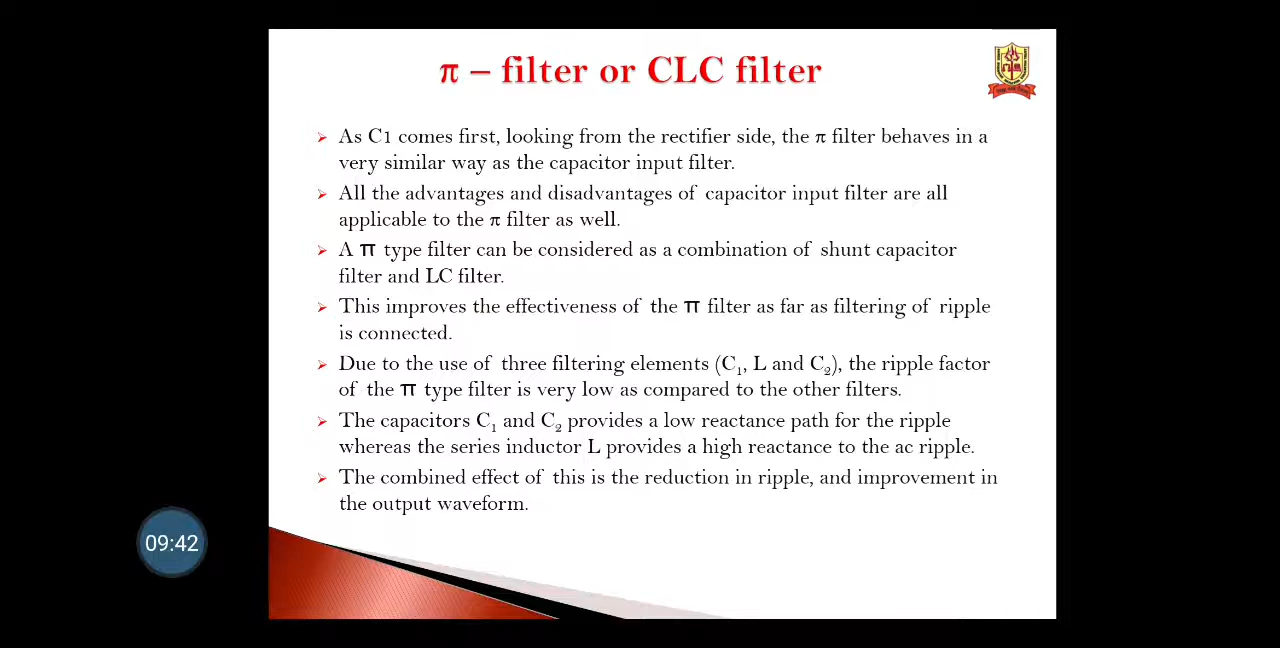 π – filter or CLC filter
➢ As C1 comes first, looking from the rectifier side, the π filter behaves in a
very similar way as the capacitor input filter.
➢ All the advantages and disadvantages of capacitor input filter are all
applicable to the π filter as well.
➢ A π type filter can be considered as a combination of shunt capacitor
filter and LC filter.
➢ This improves the effectiveness of the π filter as far as filtering of ripple
is connected.
➢ Due to the use of three filtering elements (C₁, L and C₂), the ripple factor
of the π type filter is very low as compared to the other filters.
➢ The capacitors C₁ and C₂ provides a low reactance path for the ripple
whereas the series inductor L provides a high reactance to the ac ripple.
➢ The combined effect of this is the reduction in ripple, and improvement in
the output waveform.
09:42